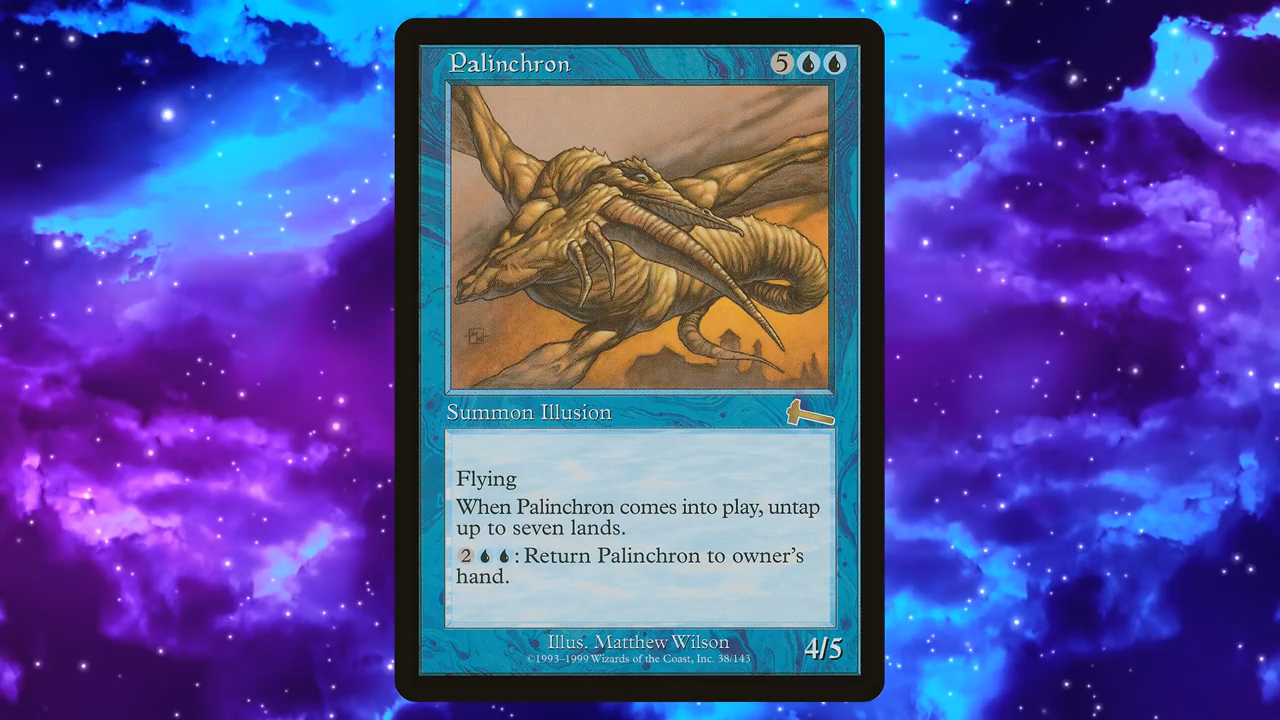 Palinchron 5
Summon Illusion
Flying
When Palinchron comes into play, untap
up to seven lands.
2 : Return Palinchron to owner's
hand.
Illus. Matthew Wilson
©1993–1999 Wizards of the Coast, Inc. 38/143
4/5